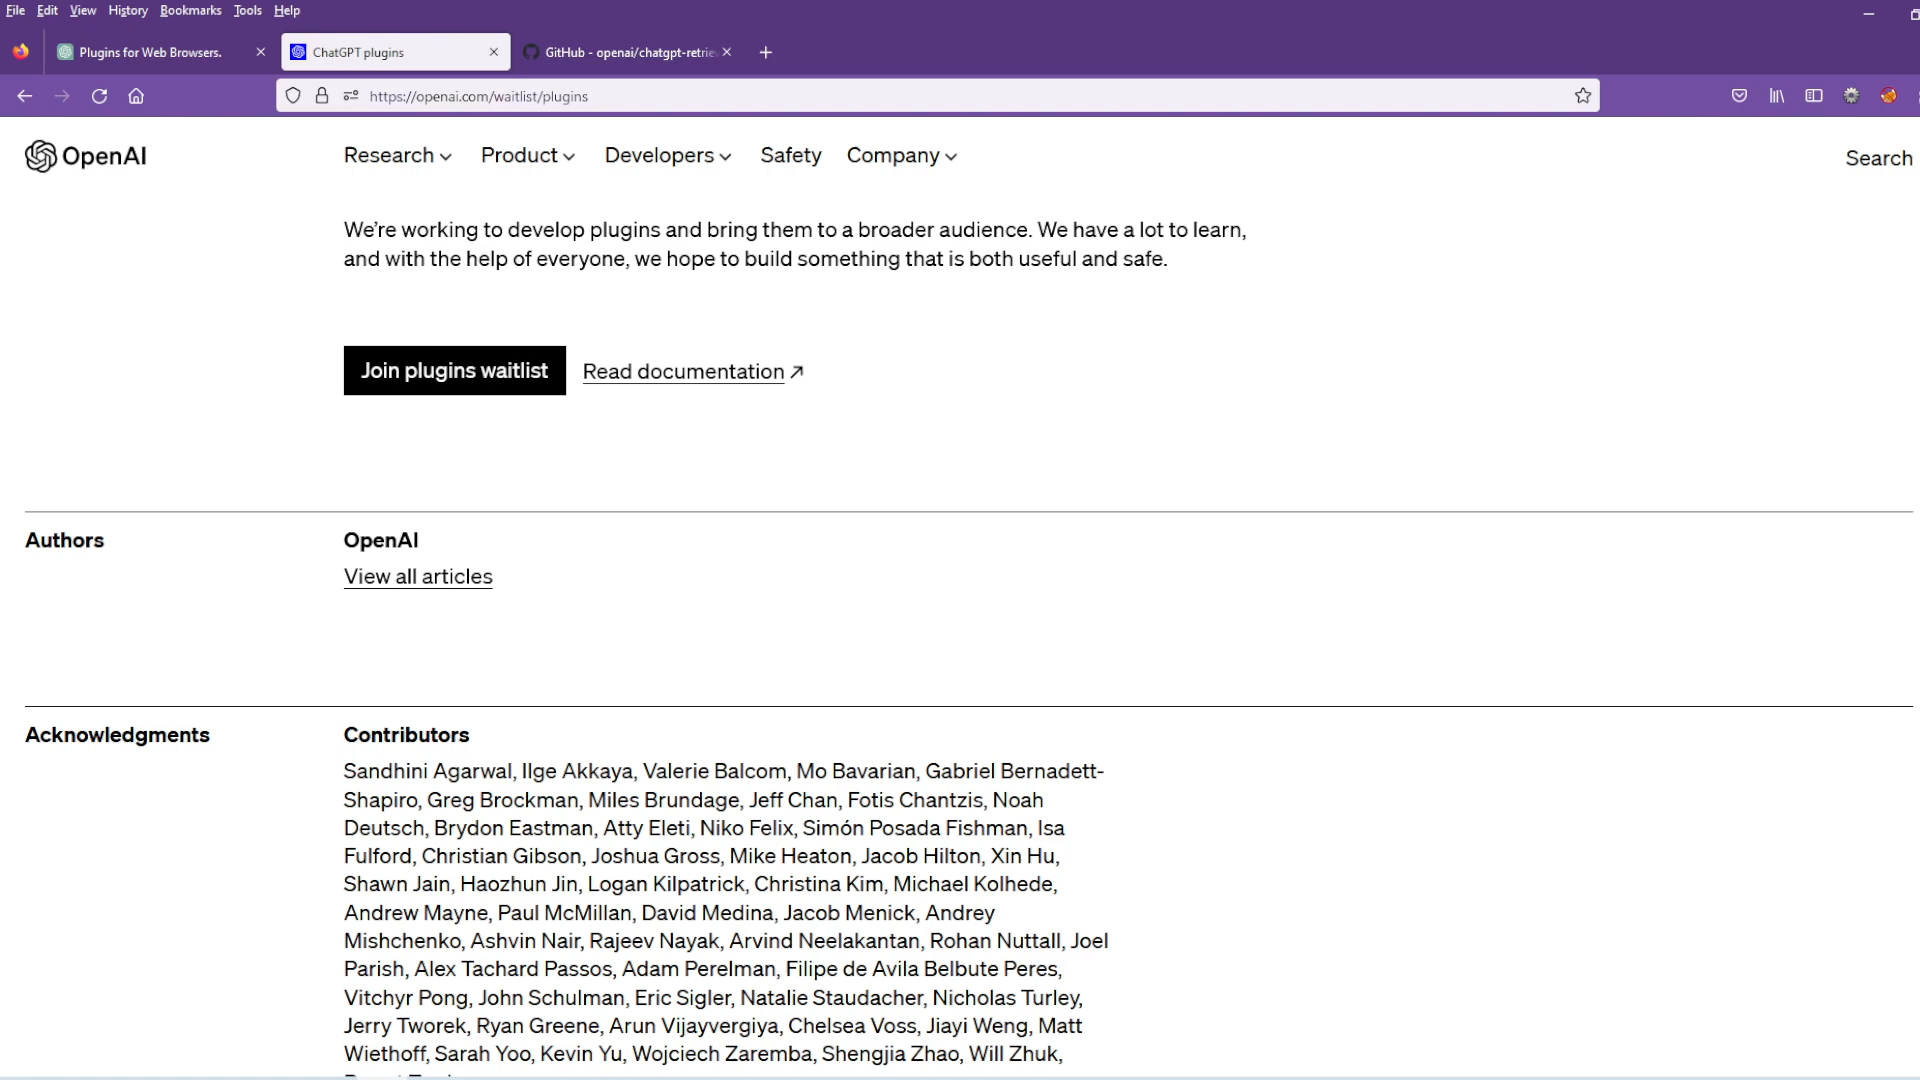 File Edit View History Bookmarks Tools Help
Plugins for Web Browsers.
ChatGPT plugins
GitHub - openai/chatgpt-retrie
https://openai.com/waitlist/plugins
OpenAI
Research Product Developers Safety Company
Search
We’re working to develop plugins and bring them to a broader audience. We have a lot to learn,
and with the help of everyone, we hope to build something that is both useful and safe.
Join plugins waitlist
Read documentation ↗
Authors
OpenAI
View all articles
Acknowledgments
Contributors
Sandhini Agarwal, Ilge Akkaya, Valerie Balcom, Mo Bavarian, Gabriel Bernadett-
Shapiro, Greg Brockman, Miles Brundage, Jeff Chan, Fotis Chantzis, Noah
Deutsch, Brydon Eastman, Atty Eleti, Niko Felix, Simón Posada Fishman, Isa
Fulford, Christian Gibson, Joshua Gross, Mike Heaton, Jacob Hilton, Xin Hu,
Shawn Jain, Haozhun Jin, Logan Kilpatrick, Christina Kim, Michael Kolhede,
Andrew Mayne, Paul McMillan, David Medina, Jacob Menick, Andrey
Mishchenko, Ashvin Nair, Rajeev Nayak, Arvind Neelakantan, Rohan Nuttall, Joel
Parish, Alex Tachard Passos, Adam Perelman, Filipe de Avila Belbute Peres,
Vitchyr Pong, John Schulman, Eric Sigler, Natalie Staudacher, Nicholas Turley,
Jerry Tworek, Ryan Greene, Arun Vijayvergiya, Chelsea Voss, Jiayi Weng, Matt
Wiethoff, Sarah Yoo, Kevin Yu, Wojciech Zaremba, Shengjia Zhao, Will Zhuk,